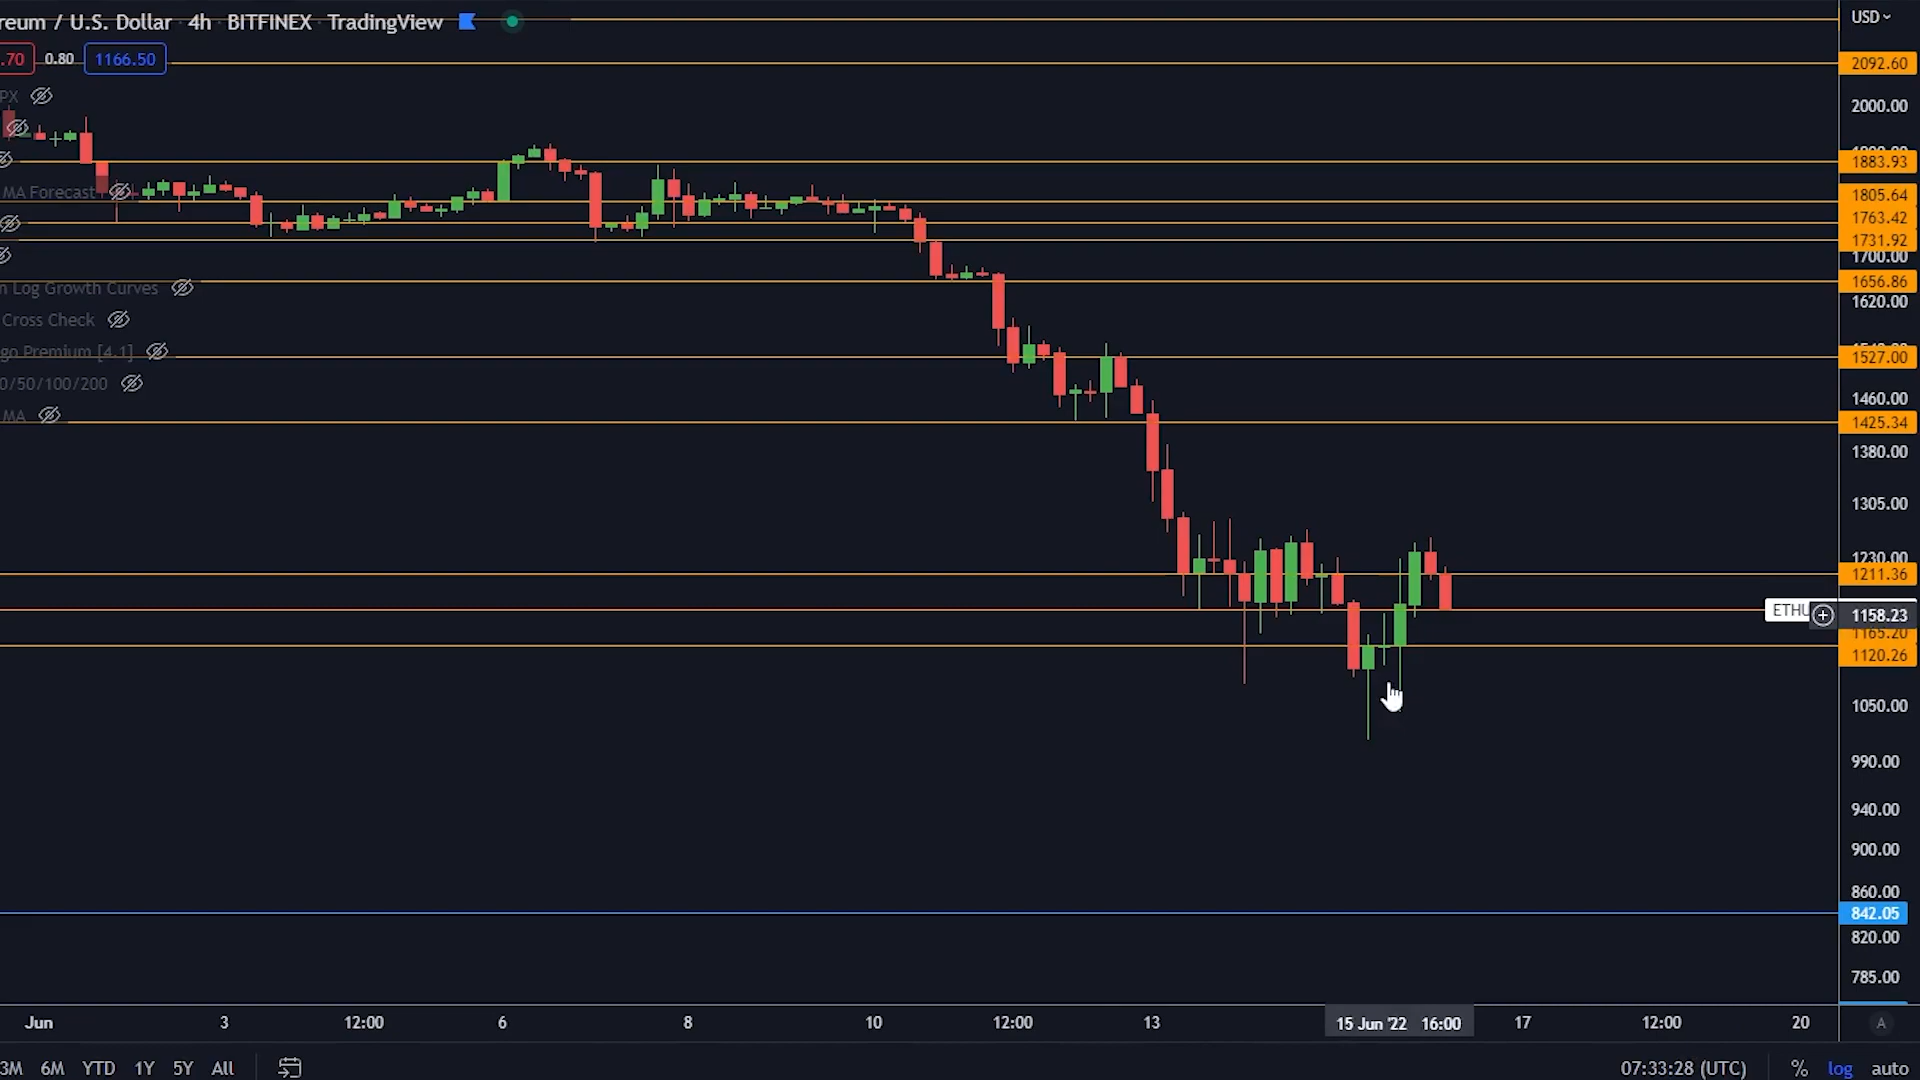 reum / U.S. Dollar 4h BITFINEX TradingView
.70 0.80 1166.50
PX
MA Forecast
n Log Growth Curves
Cross Check
go Premium [4.1]
0/50/100/200
MA
USD
2092.60
2000.00
1883.93
1805.64
1763.42
1731.92
1700.00
1656.86
1620.00
1527.00
1460.00
1425.34
1380.00
1305.00
1230.00
1211.36
ETHU 1158.23
1165.20
1120.26
1050.00
990.00
940.00
900.00
860.00
842.05
820.00
785.00
Jun 3 12:00 6 8 10 12:00 13 15 Jun '22 16:00 17 12:00 20 A
3M 6M YTD 1Y 5Y All 07:33:28 (UTC) % log auto